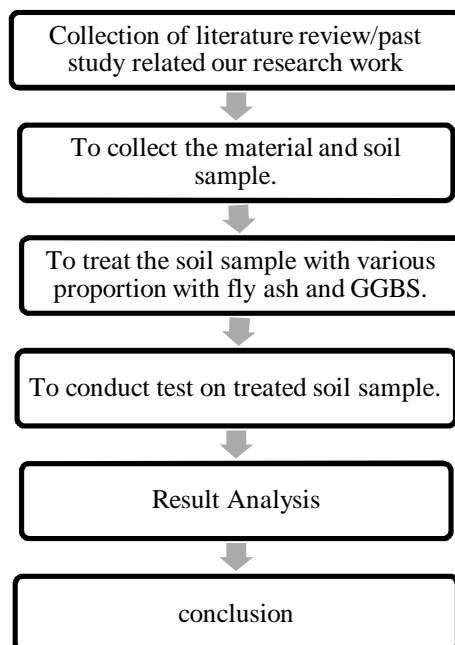 Collection of literature review/past
study related our research work
To collect the material and soil
sample.
To treat the soil sample with various
proportion with fly ash and GGBS.
To conduct test on treated soil sample.
Result Analysis
conclusion